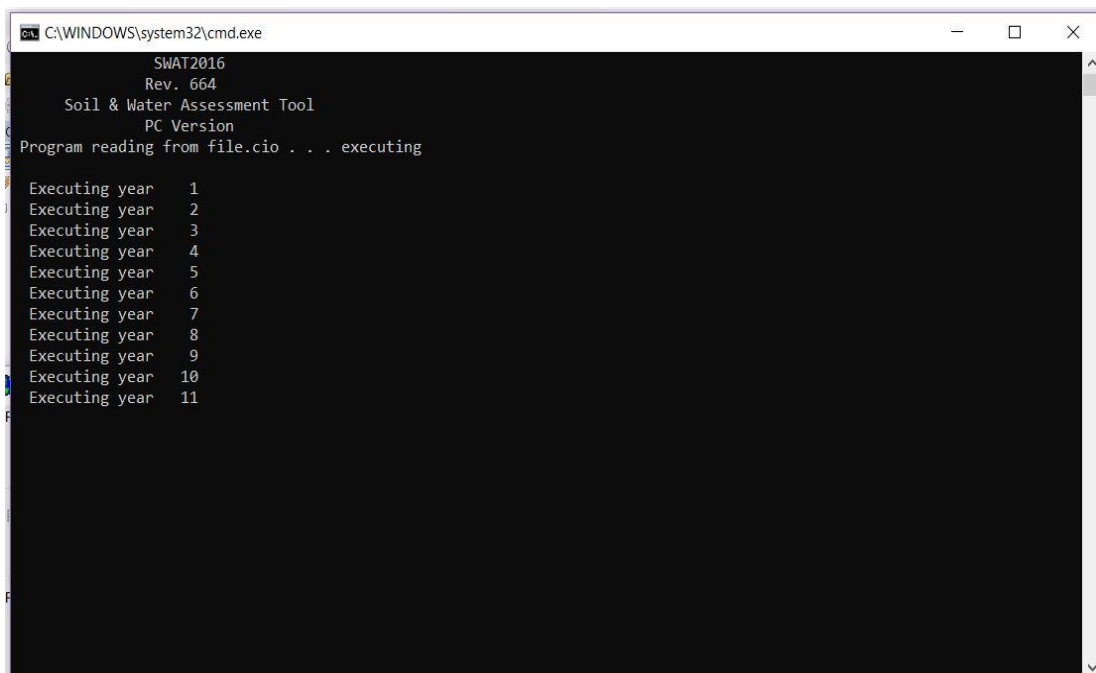 C:\WINDOWS\system32\cmd.exe
SWAT2016
Rev. 664
Soil & Water Assessment Tool
PC Version
Program reading from file.cio . . . executing
Executing year 1
Executing year 2
Executing year 3
Executing year 4
Executing year 5
Executing year 6
Executing year 7
Executing year 8
Executing year 9
Executing year 10
Executing year 11